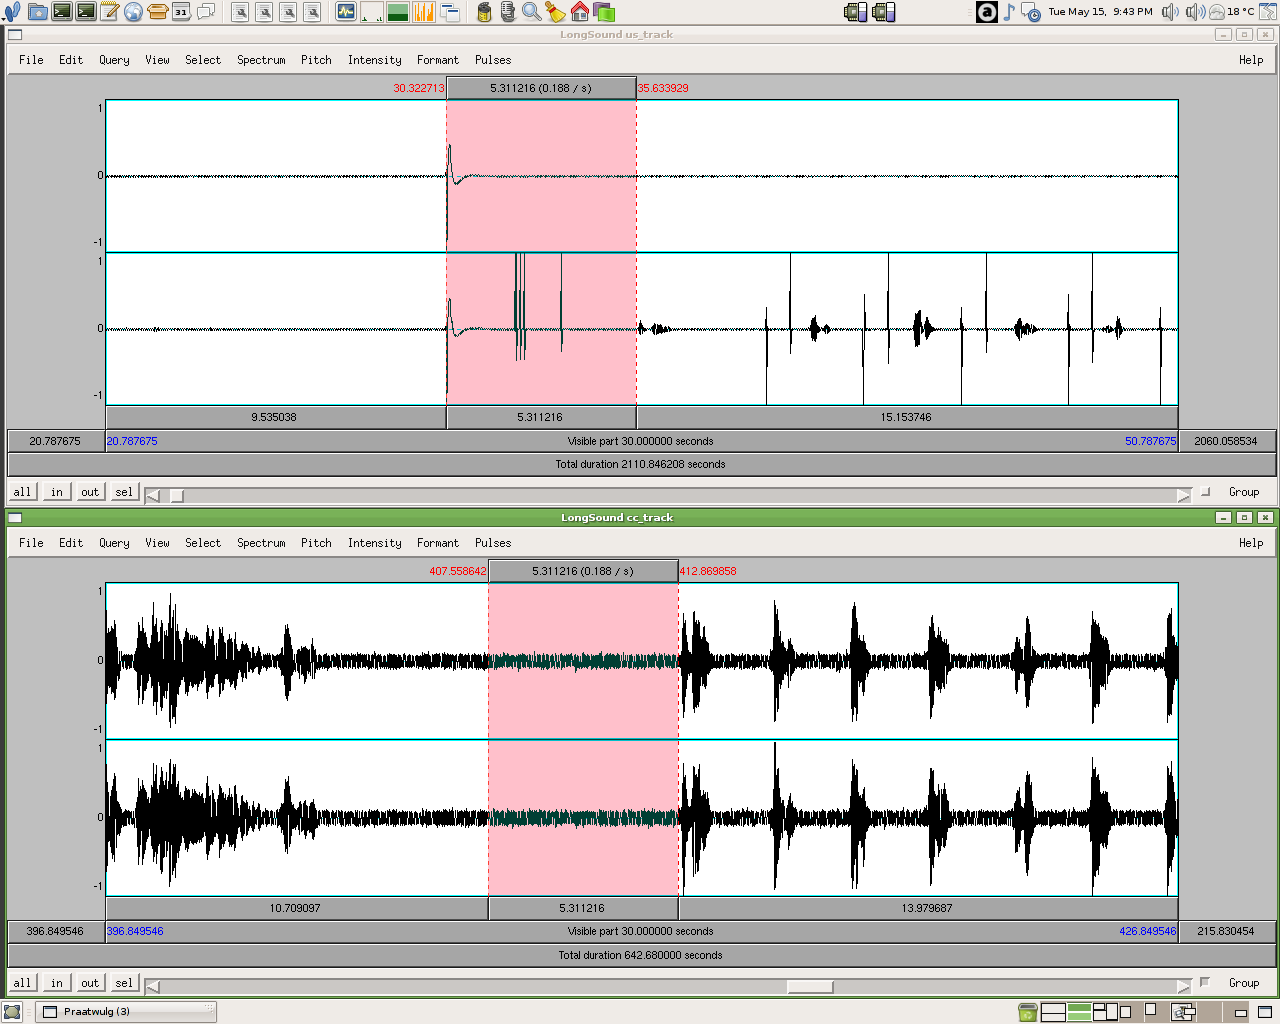 31
a
Tue May 15, 9:43 PM
18 °C
LongSound us_track
File Edit Query View Select Spectrum Pitch Intensity Formant Pulses Help
30.322713 5.311216 (0.188 / s) 35.633929
1
0
-1
1
0
-1
9.535038 5.311216 15.153746
20.787675 20.787675 Visible part 30.000000 seconds 50.787675 2060.058534
Total duration 2110.846208 seconds
all in out sel Group
LongSound cc_track
File Edit Query View Select Spectrum Pitch Intensity Formant Pulses Help
407.558642 5.311216 (0.188 / s) 412.869858
1
0
-1
1
0
-1
10.709097 5.311216 13.979687
396.849546 396.849546 Visible part 30.000000 seconds 426.849546 215.830454
Total duration 642.680000 seconds
all in out sel Group
Praatwulg (3)